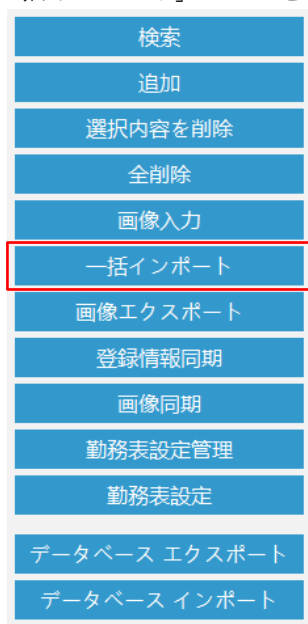 検索
追加
選択内容を削除
全削除
画像入力
一括インポート
画像エクスポート
登録情報同期
画像同期
勤務表設定管理
勤務表設定
データベース エクスポート
データベース インポート